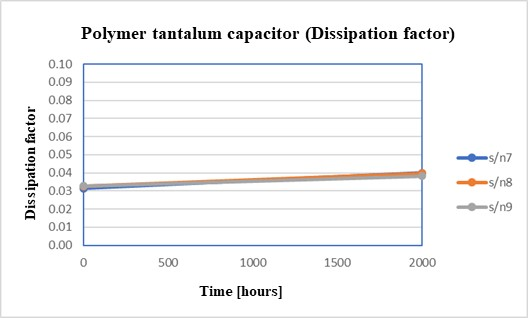 Polymer tantalum capacitor (Dissipation factor)
Dissipation factor
0.10
0.09
0.08
0.07
0.06
0.05
0.04
0.03
0.02
0.01
0.00
0
500
1000
1500
2000
Time [hours]
s/n7
s/n8
s/n9